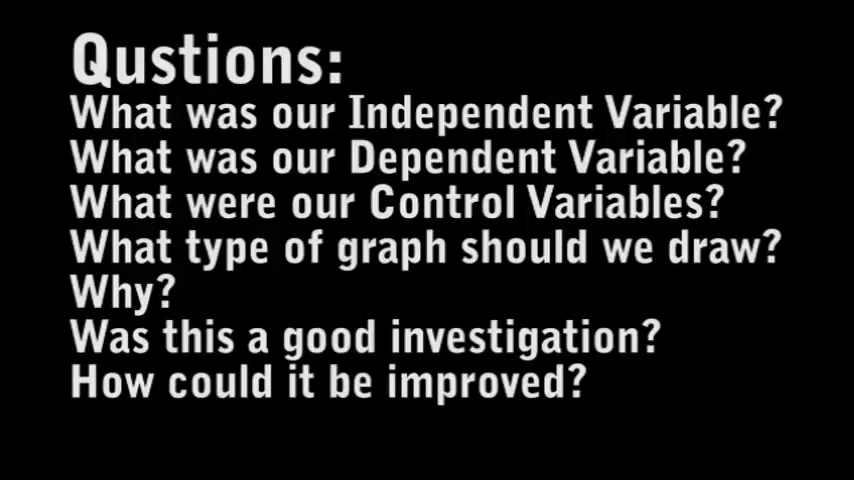 Qustions:
What was our Independent Variable?
What was our Dependent Variable?
What were our Control Variables?
What type of graph should we draw?
Why?
Was this a good investigation?
How could it be improved?